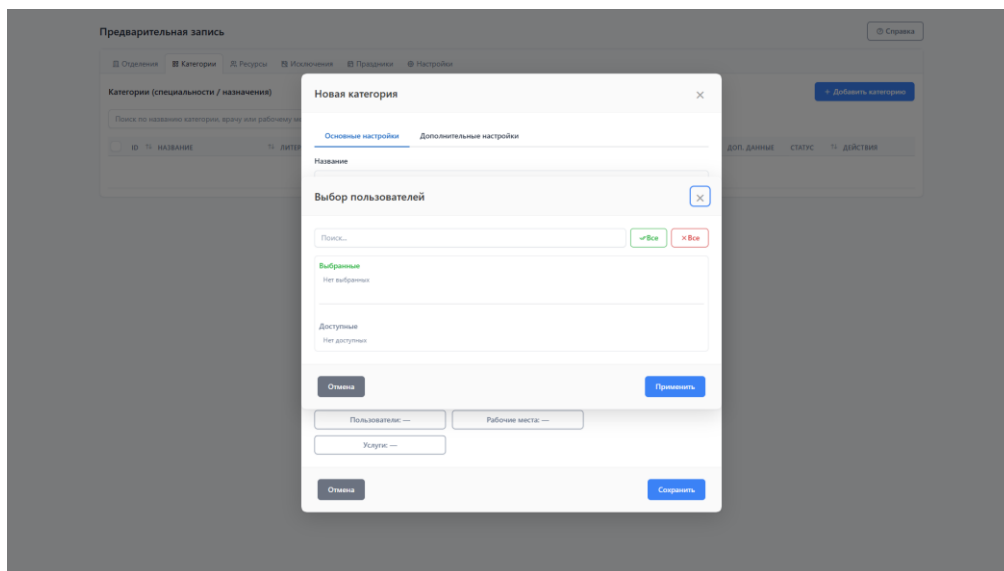 Предварительная запись
Справка
Отделения Категории Ресурсы Исключения Праздники Настройки
Категории (специальности / назначения)
+ Добавить категорию
Поиск по названию категории, врачу или рабочему
ID НАЗВАНИЕ ЛИТЕР
ДОП. ДАННЫЕ СТАТУС ДЕЙСТВИЯ
Новая категория
Основные настройки Дополнительные настройки
Название
Выбор пользователей
Поиск...
Все
Все
Выбранные
Нет выбранных
Доступные
Нет доступных
Отмена
Применить
Пользователи: — Рабочие места: —
Услуги: —
Отмена
Сохранить